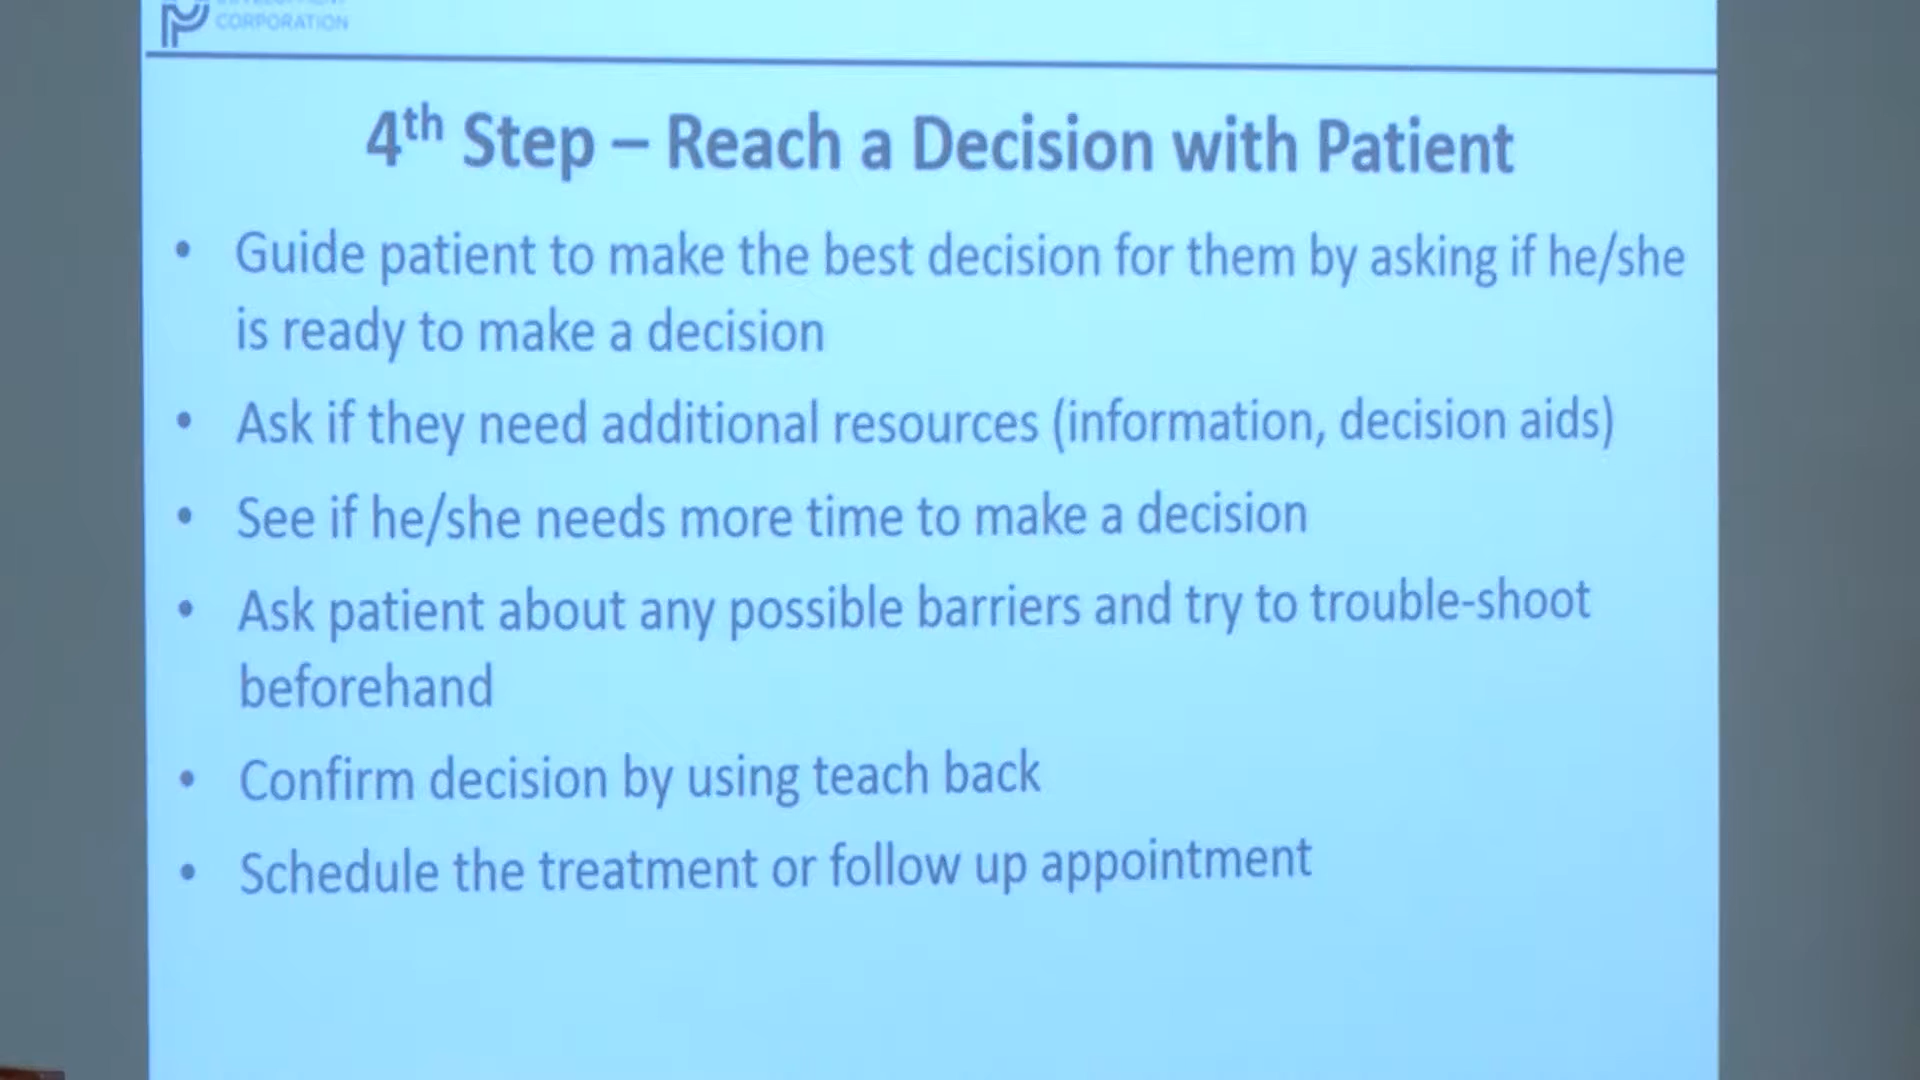 CORPORATION
4th Step – Reach a Decision with Patient
• Guide patient to make the best decision for them by asking if he/she
is ready to make a decision
• Ask if they need additional resources (information, decision aids)
• See if he/she needs more time to make a decision
• Ask patient about any possible barriers and try to trouble-shoot
beforehand
• Confirm decision by using teach back
• Schedule the treatment or follow up appointment